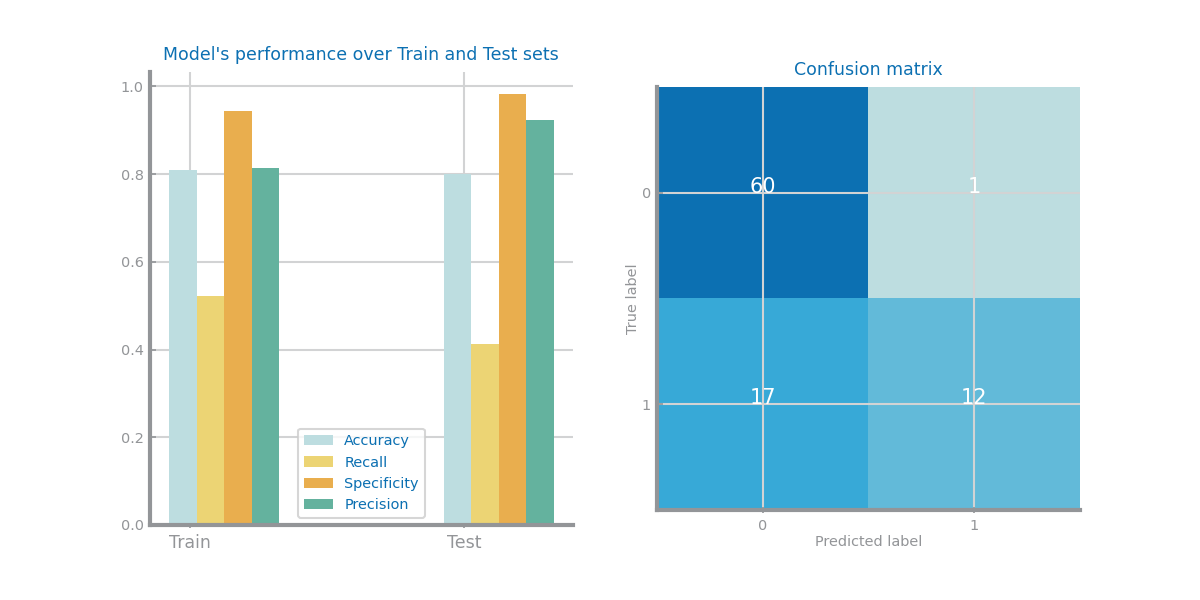 Model's performance over Train and Test sets
1.0
0.8
0.6
0.4
0.2
0.0
Train
Test
Accuracy
Recall
Specificity
Precision
Confusion matrix
True label
0
1
60
1
17
12
0
1
Predicted label